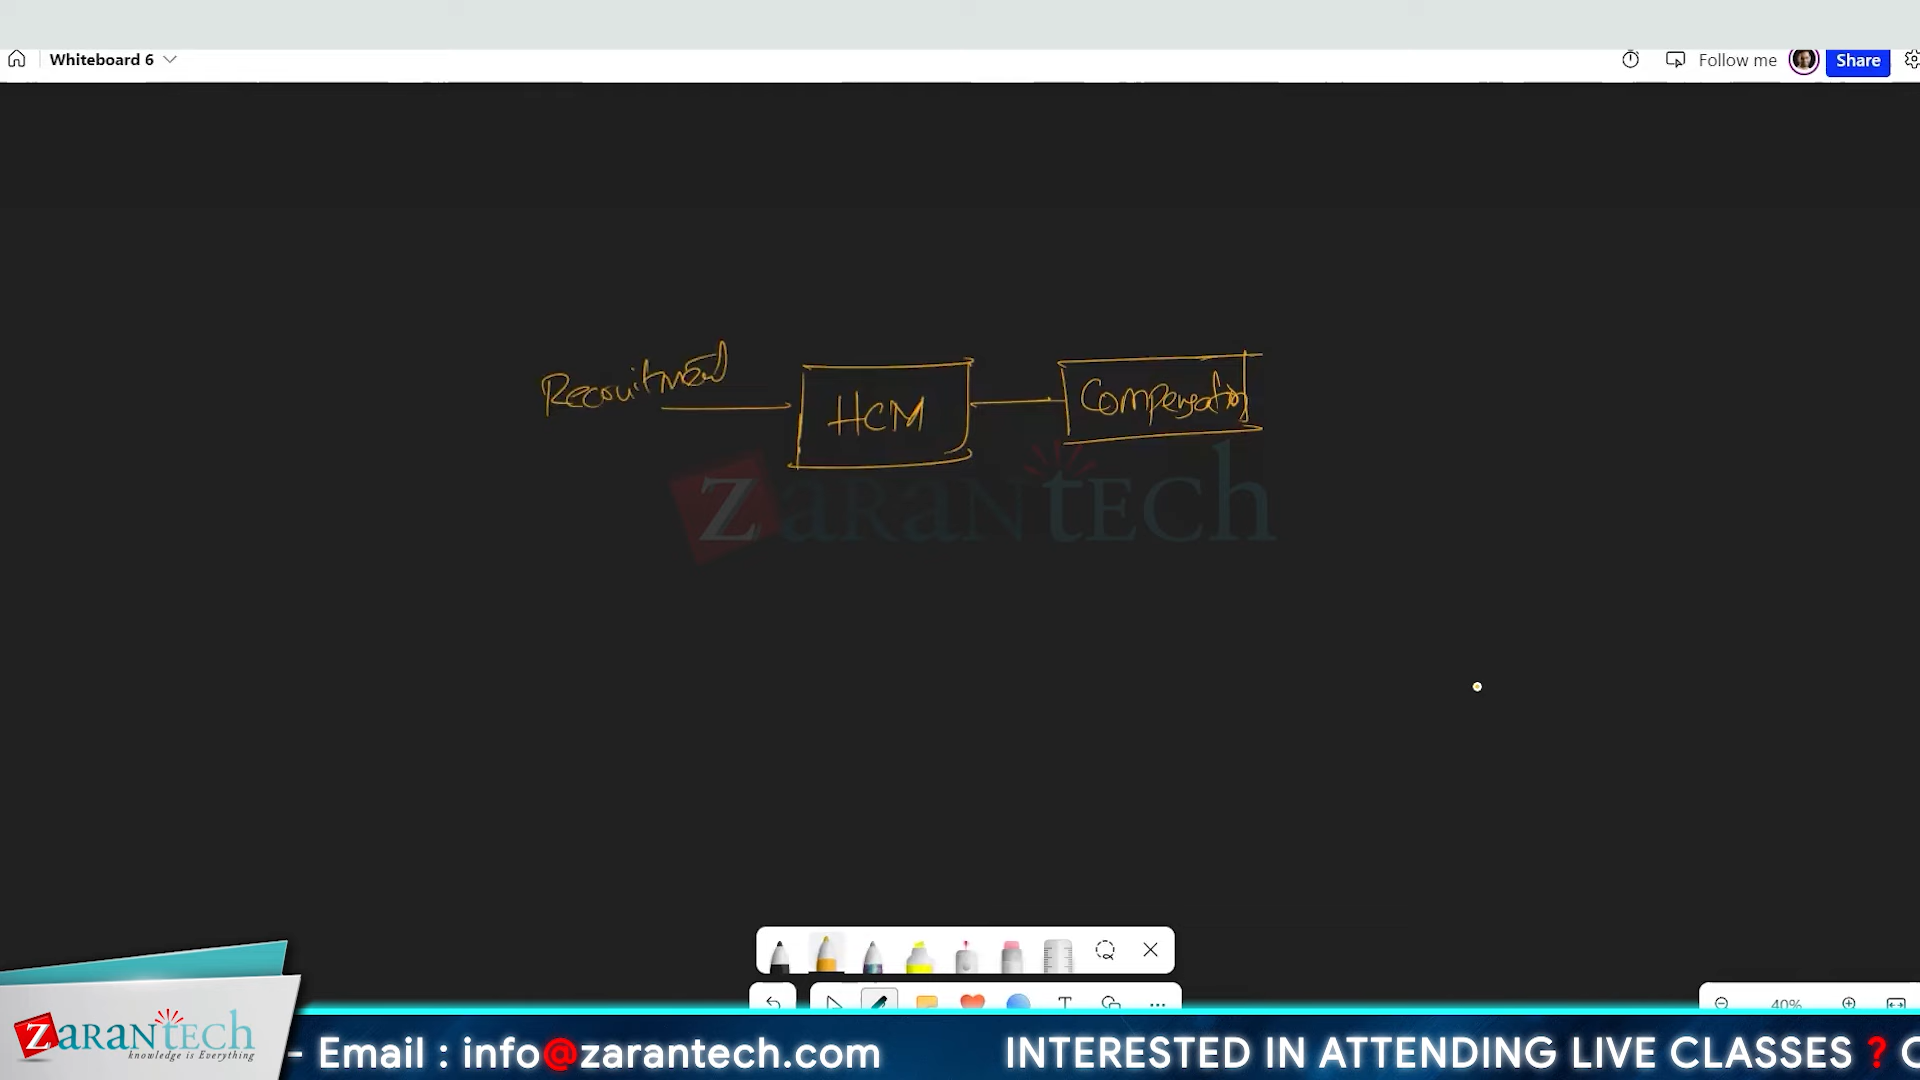 Whiteboard 6
Follow me
Share
Recruitment
HCM
Compensation
ZaranTech
40%
ZaranTech
knowledge is Everything
- Email : info@zarantech.com
INTERESTED IN ATTENDING LIVE CLASSES ? C